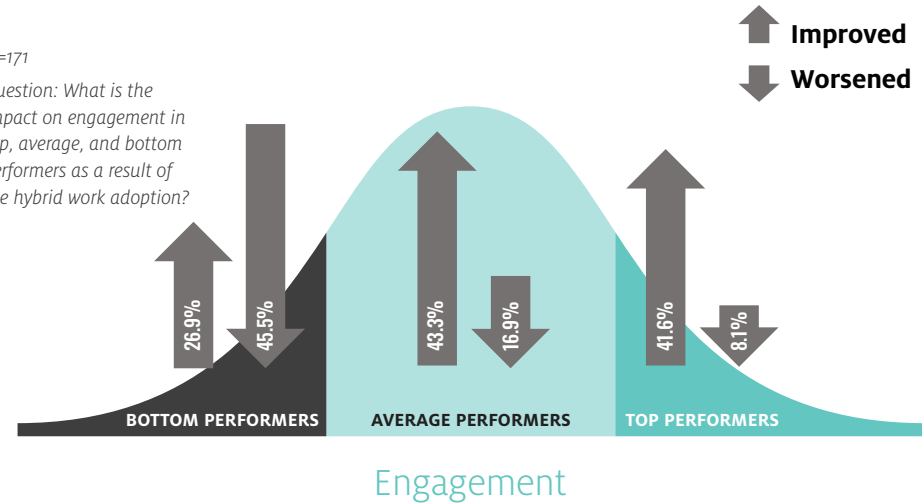 Improved
Worsened
=171
uestion: What is the
mpact on engagement in
p, average, and bottom
erformers as a result of
e hybrid work adoption?
26.9%
45.5%
43.3%
16.9%
41.6%
8.1%
BOTTOM PERFORMERS
AVERAGE PERFORMERS
TOP PERFORMERS
Engagement